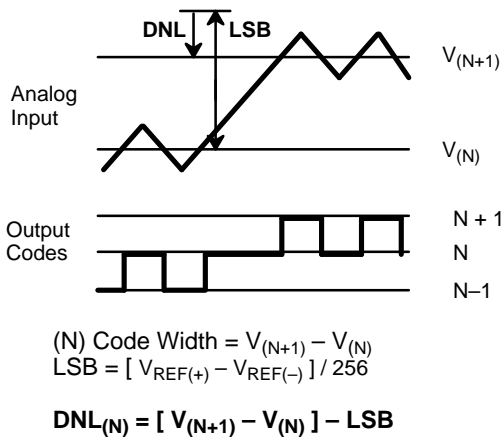 DNL LSB
V(N+1)
Analog
Input
V(N)
Output
Codes
N + 1
N
N–1
(N) Code Width = V(N+1) – V(N)
LSB = [ VREF(+) – VREF(–) ] / 256
DNL(N) = [ V(N+1) – V(N) ] – LSB